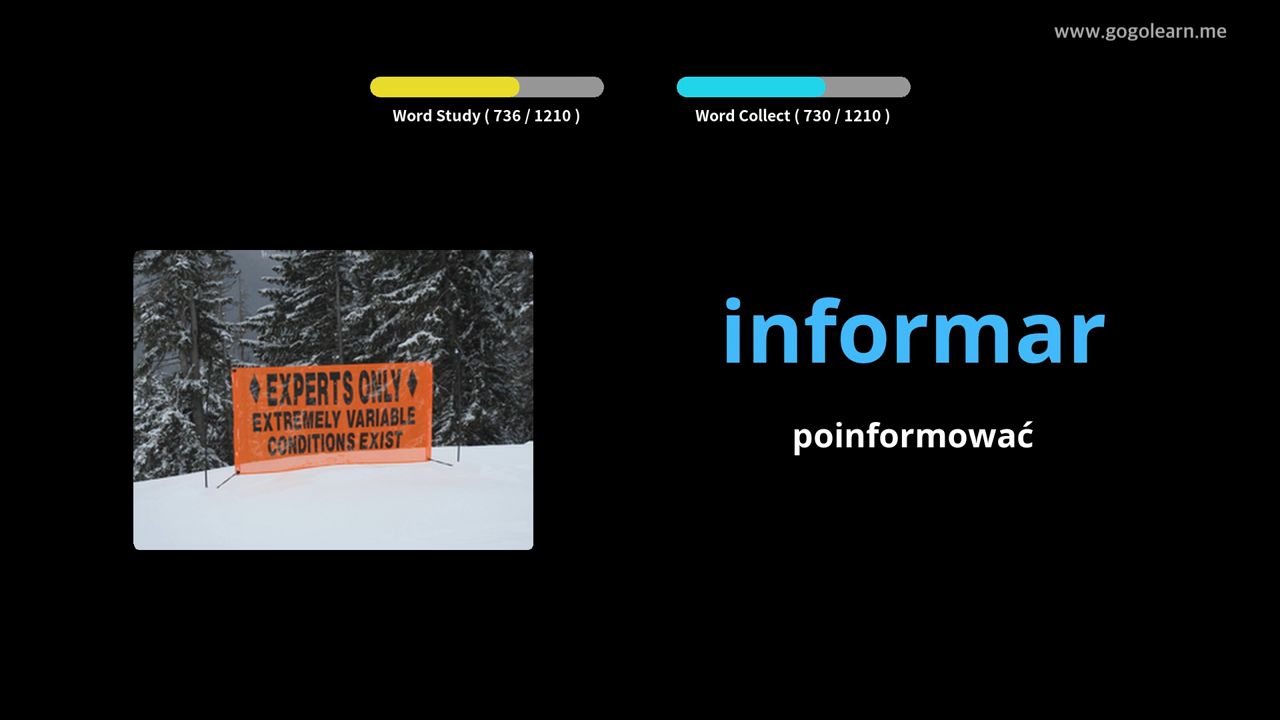 www.gogolearn.me
Word Study ( 736 / 1210 )
Word Collect ( 730 / 1210 )
EXPERTS ONLY
EXTREMELY VARIABLE
CONDITIONS EXIST
informar
poinformować